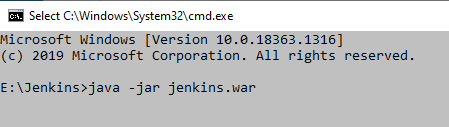 Select C:\Windows\System32\cmd.exe
Microsoft Windows [Version 10.0.18363.1316]
(c) 2019 Microsoft Corporation. All rights reserved.
E:\Jenkins>java -jar jenkins.war